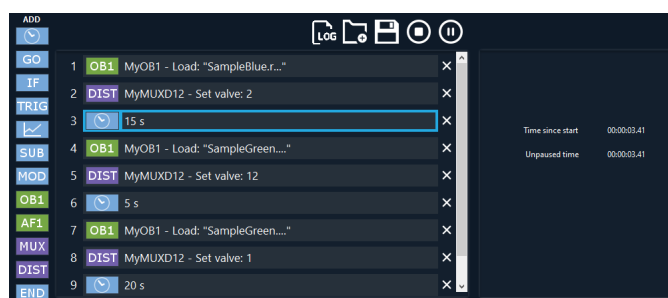 ADD
LOG
GO
IF
TRIG
SUB
MOD
OB1
AF1
MUX
DIST
END
1 OB1 MyOB1 - Load: "SampleBlue.r..." ×
2 DIST MyMUXD12 - Set valve: 2 ×
3 15 s ×
4 OB1 MyOB1 - Load: "SampleGreen...." ×
5 DIST MyMUXD12 - Set valve: 12 ×
6 5 s ×
7 OB1 MyOB1 - Load: "SampleGreen...." ×
8 DIST MyMUXD12 - Set valve: 1 ×
9 20 s ×
Time since start 00:00:03.41
Unpaused time 00:00:03.41